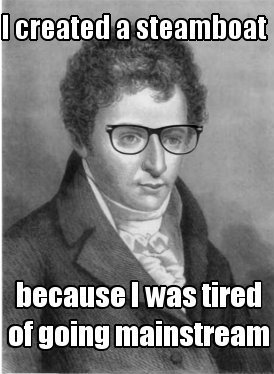 I created a steamboat
because I was tired
of going mainstream